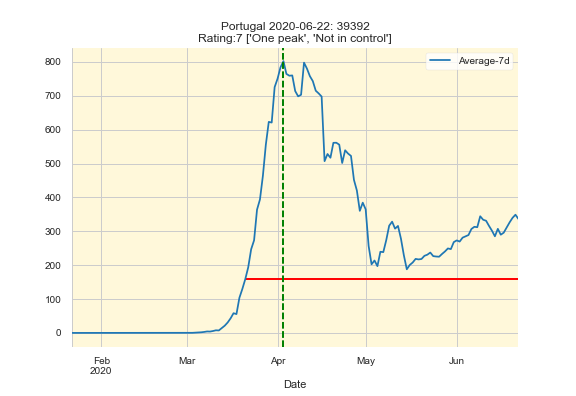 Portugal 2020-06-22: 39392
Rating:7 ['One peak', 'Not in control']
Average-7d
800
700
600
500
400
300
200
100
0
Feb
2020
Mar
Apr
May
Jun
Date